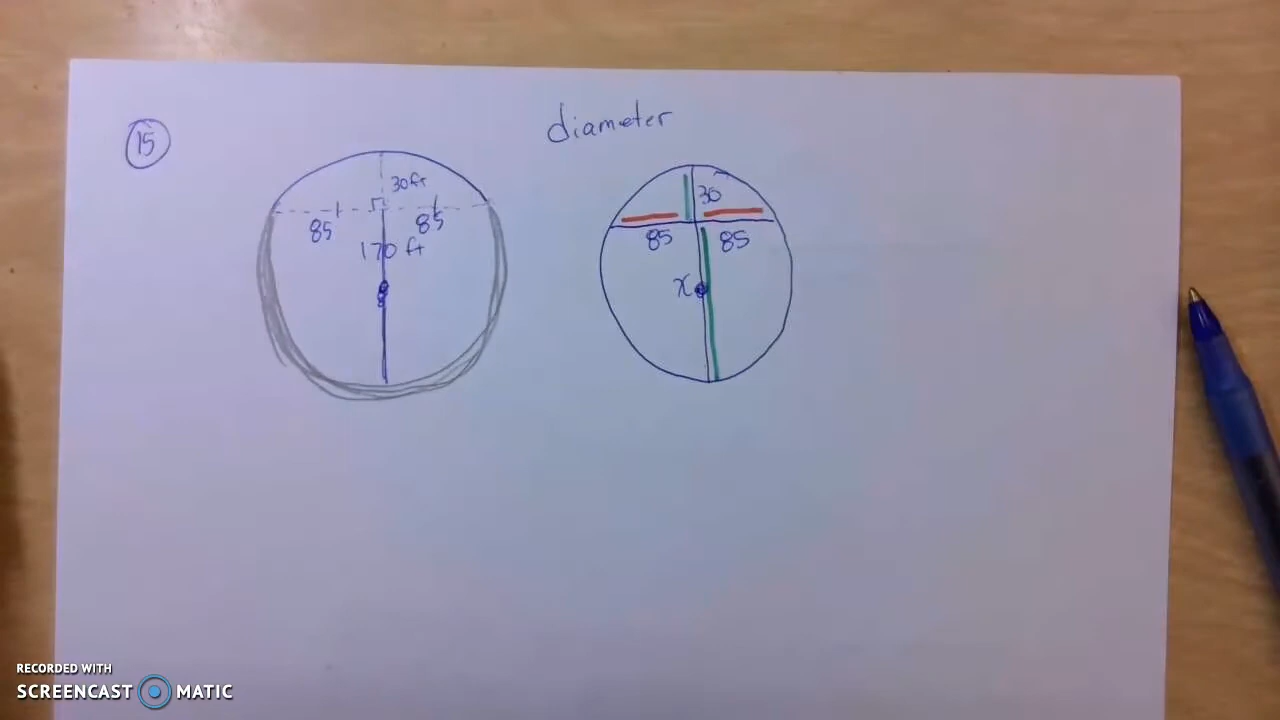 15
diameter
30ft
85 85
170 ft
30
85 85
x
RECORDED WITH
SCREENCAST MATIC